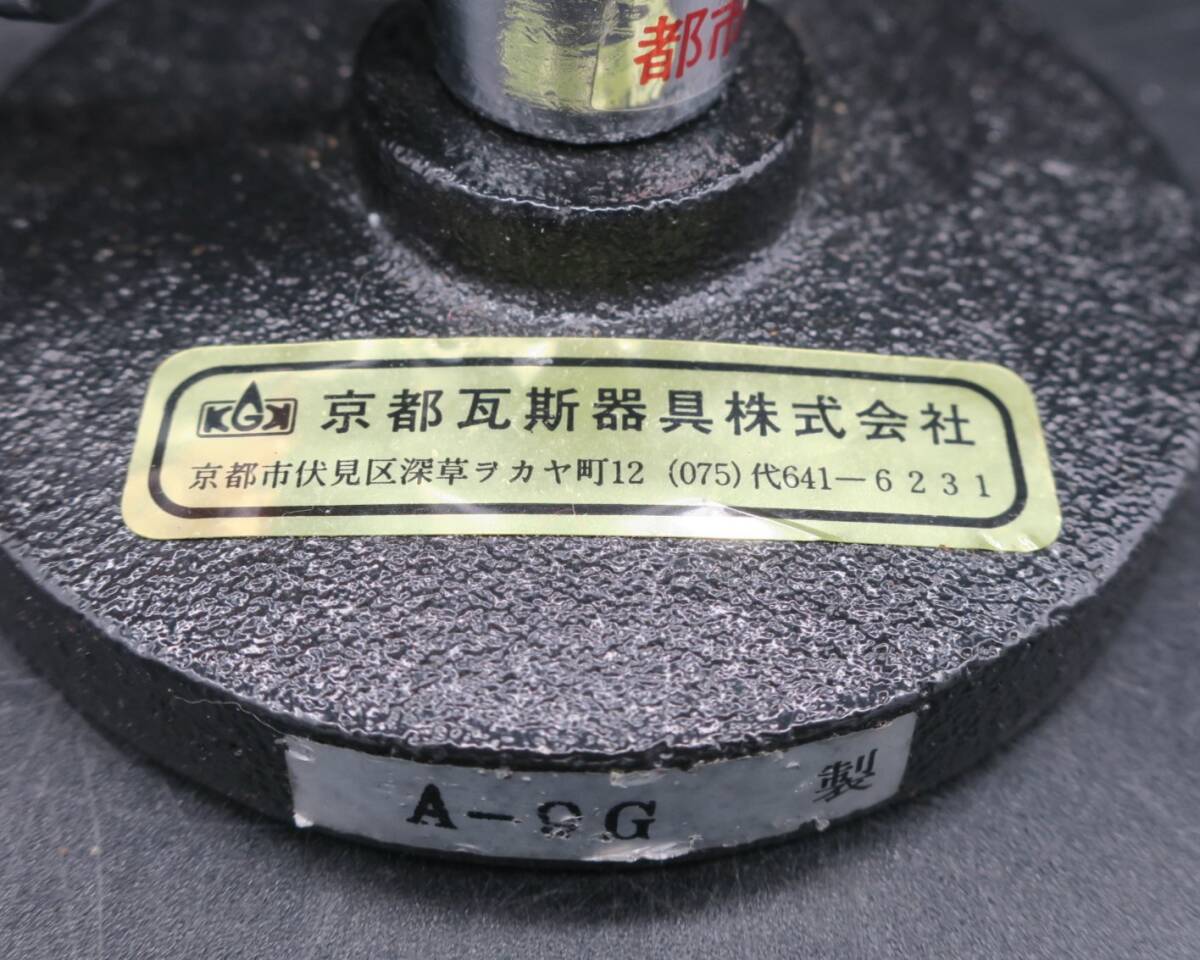 都市
KGK 京都瓦斯器具株式会社
京都市伏見区深草ヲカヤ町12 (075)代641-6231
A-9G 製